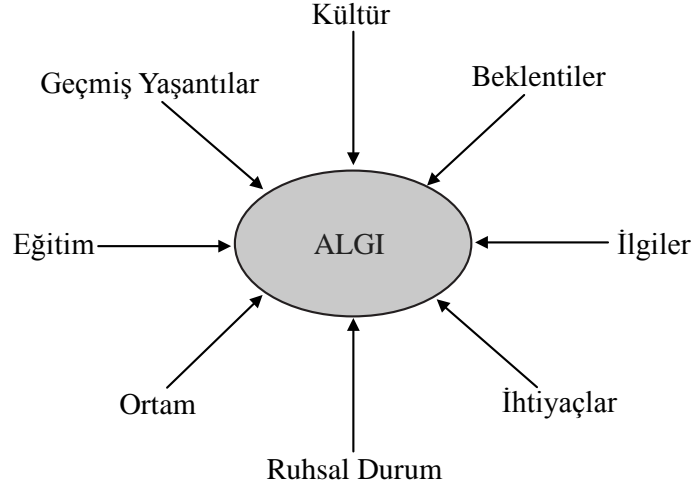 Kültür
Geçmiş Yaşantılar
Beklentiler
Eğitim
ALGI
İlgiler
Ortam
İhtiyaçlar
Ruhsal Durum